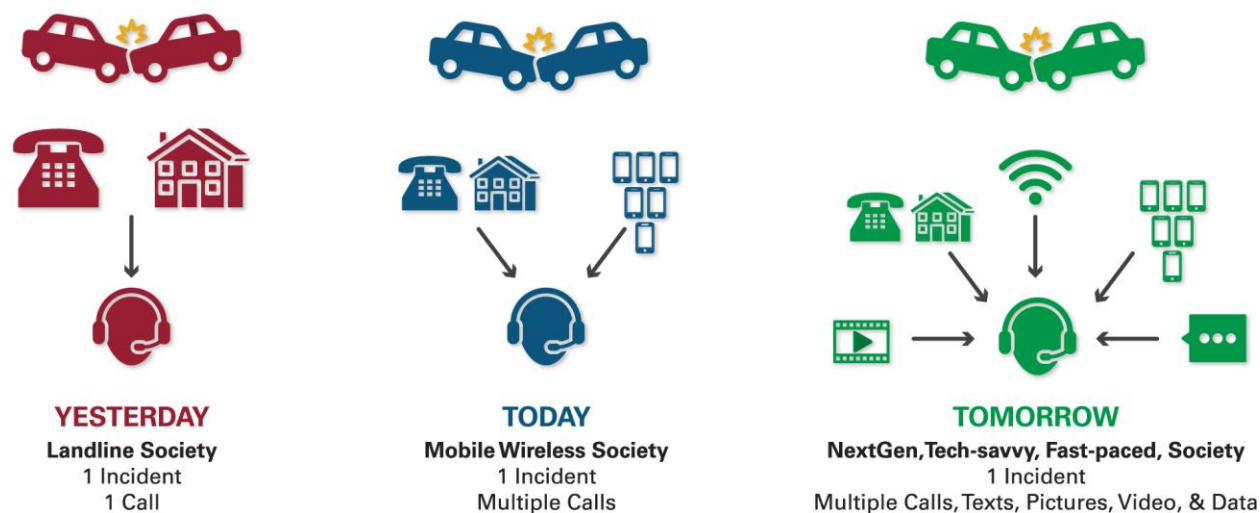 YESTERDAY
Landline Society
1 Incident
1 Call
TODAY
Mobile Wireless Society
1 Incident
Multiple Calls
TOMORROW
NextGen,Tech-savvy, Fast-paced, Society
1 Incident
Multiple Calls, Texts, Pictures, Video, & Data